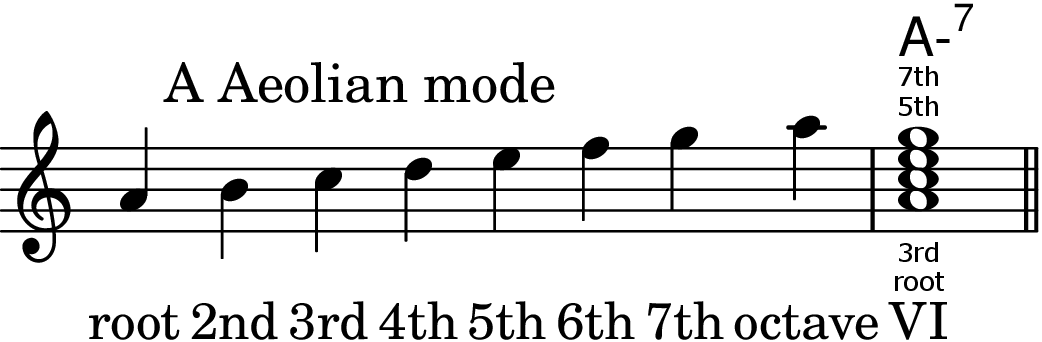 A-7
7th
5th
A Aeolian mode
3rd
root
root 2nd 3rd 4th 5th 6th 7th octave VI